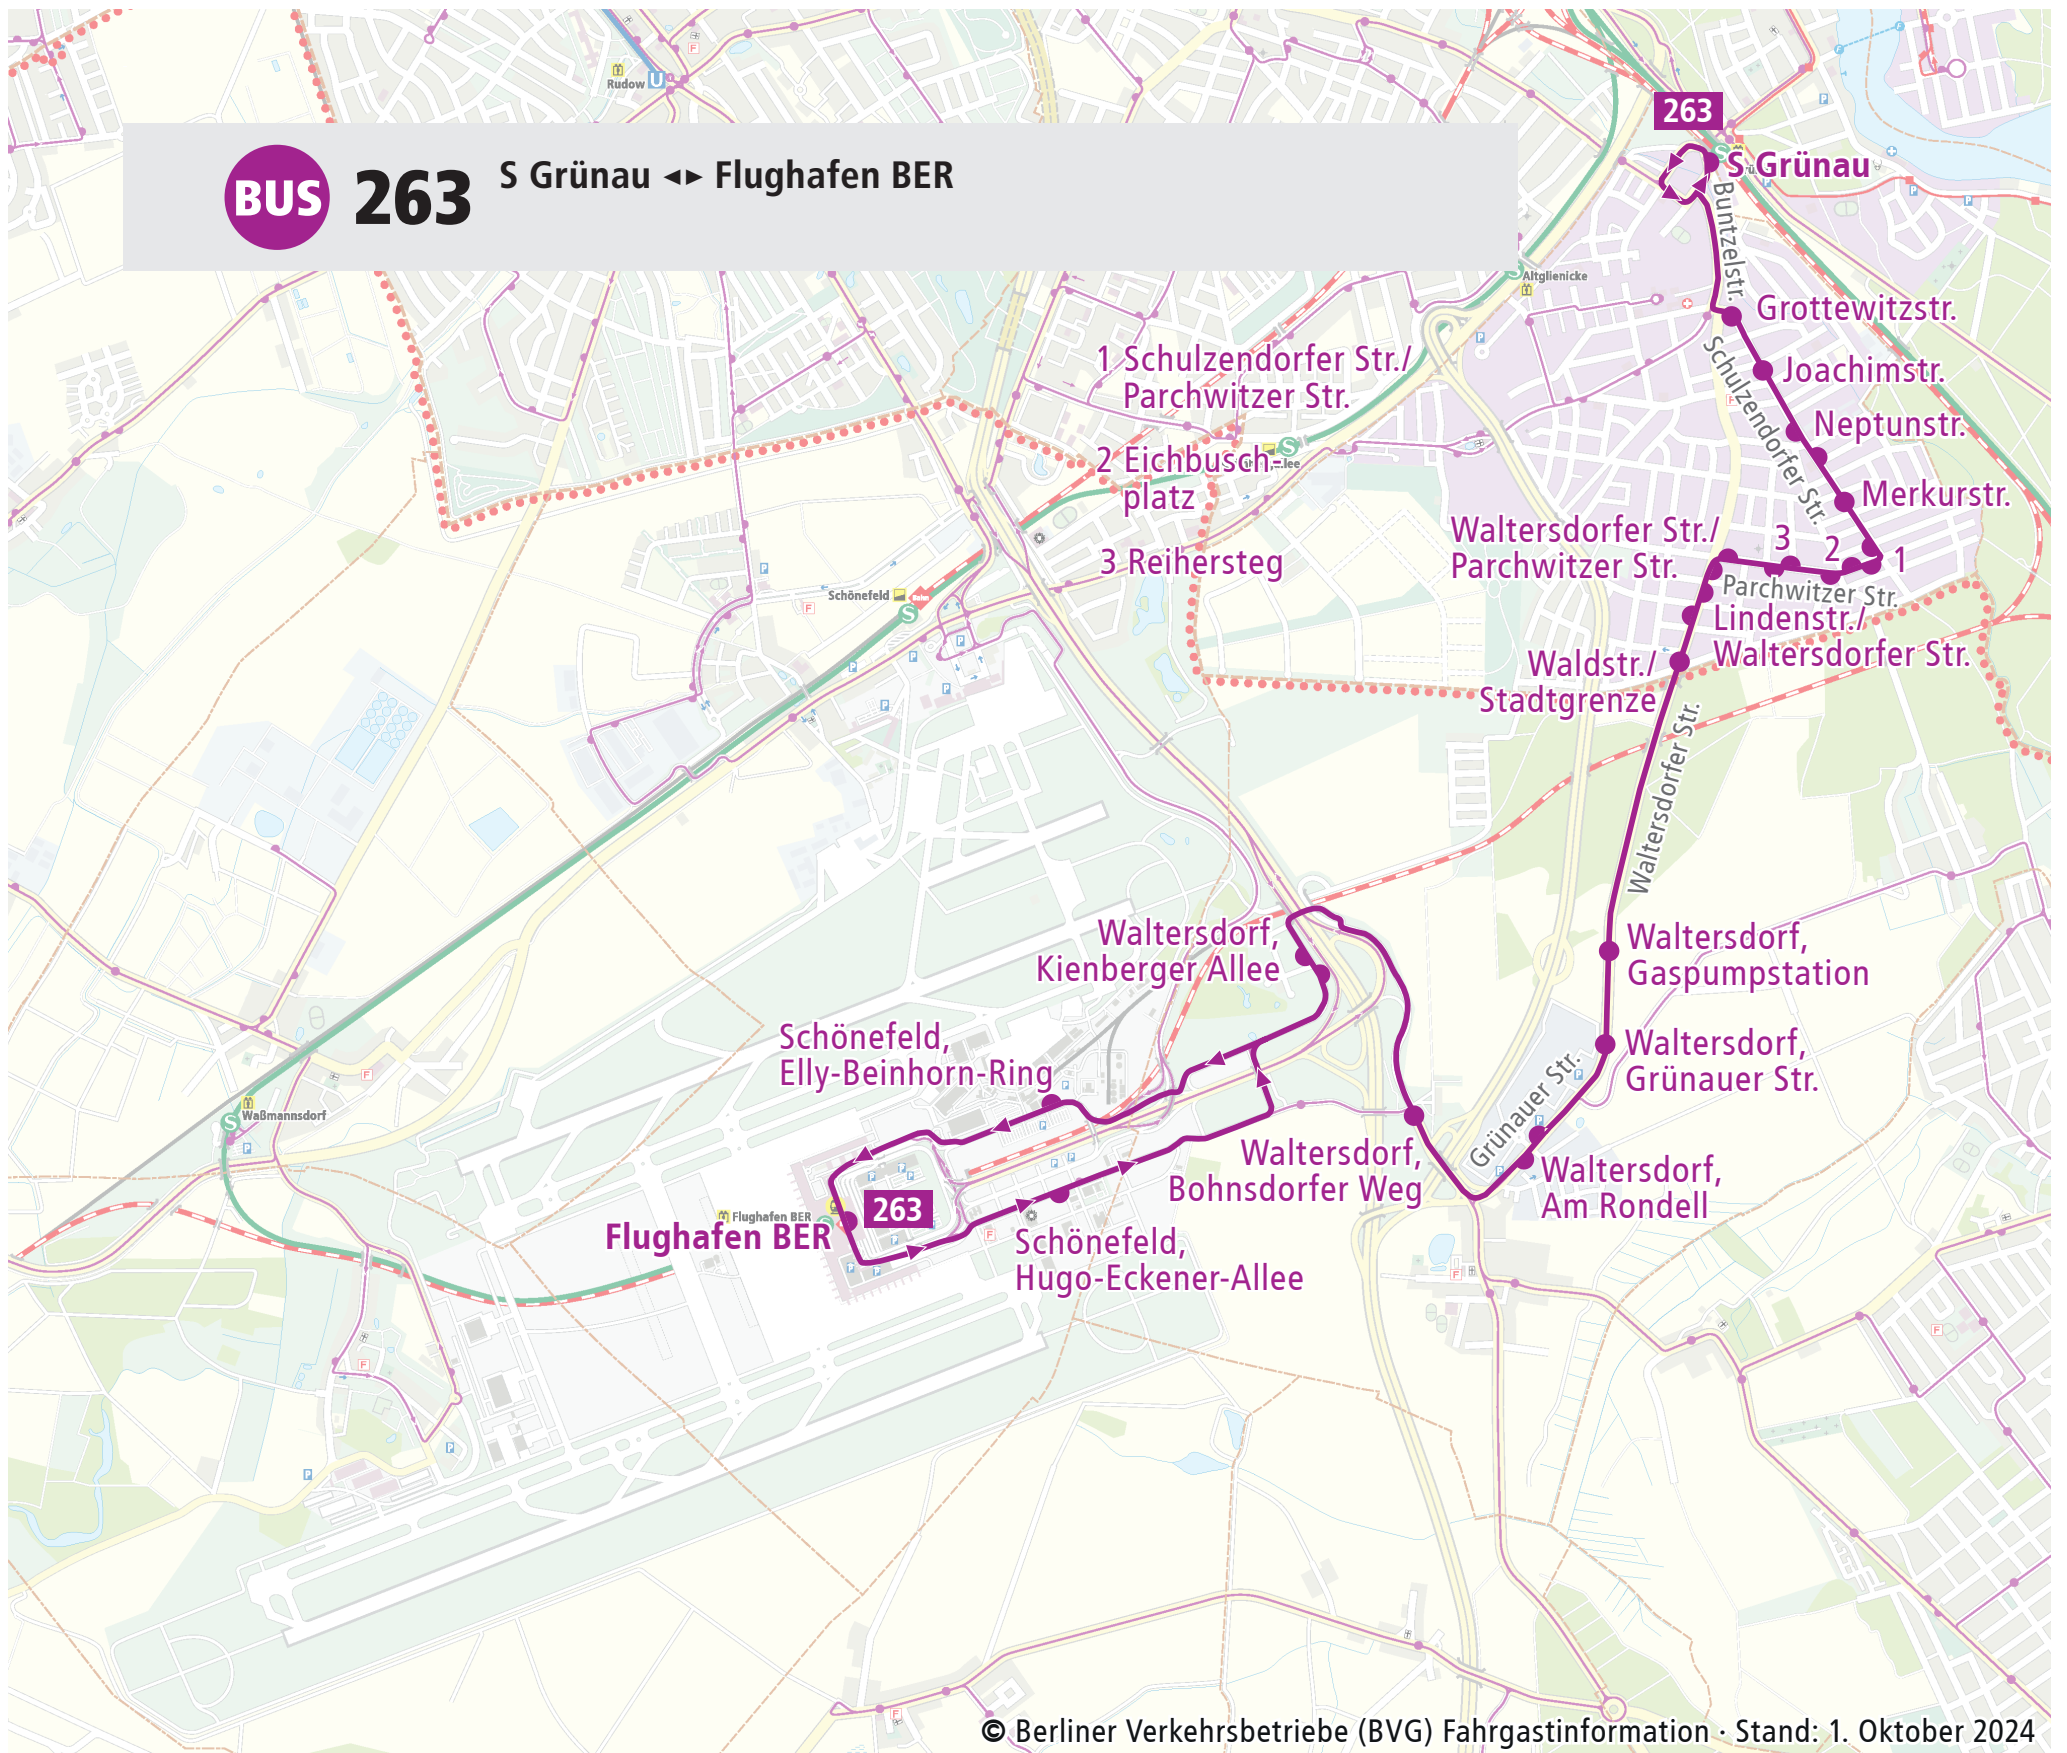 Rudow
U
263
BUS
263
S Grünau ◄► Flughafen BER
S Grünau
Buntzelstr.
Altglienicke
Grottewitzstr.
1 Schulzendorfer Str./
Parchwitzer Str.
Joachimstr.
Schulzendorfer Str.
Neptunstr.
2 Eichbusch-
platz
Merkurstr.
Waltersdorfer Str./
Parchwitzer Str.
3
2
1
3 Reihersteg
Parchwitzer Str.
Schönefeld
Bahn
S
Lindenstr./
Waltersdorfer Str.
Waldstr./
Stadtgrenze
Waltersdorfer Str.
Waltersdorf,
Kienberger Allee
Waltersdorf,
Gaspumpstation
Schönefeld,
Elly-Beinhorn-Ring
Waltersdorf,
Grünauer Str.
Grünauer Str.
Waßmannsdorf
S
Waltersdorf,
Bohnsdorfer Weg
Waltersdorf,
Am Rondell
263
Flughafen BER
Flughafen BER
Schönefeld,
Hugo-Eckener-Allee
© Berliner Verkehrsbetriebe (BVG) Fahrgastinformation · Stand: 1. Oktober 2024